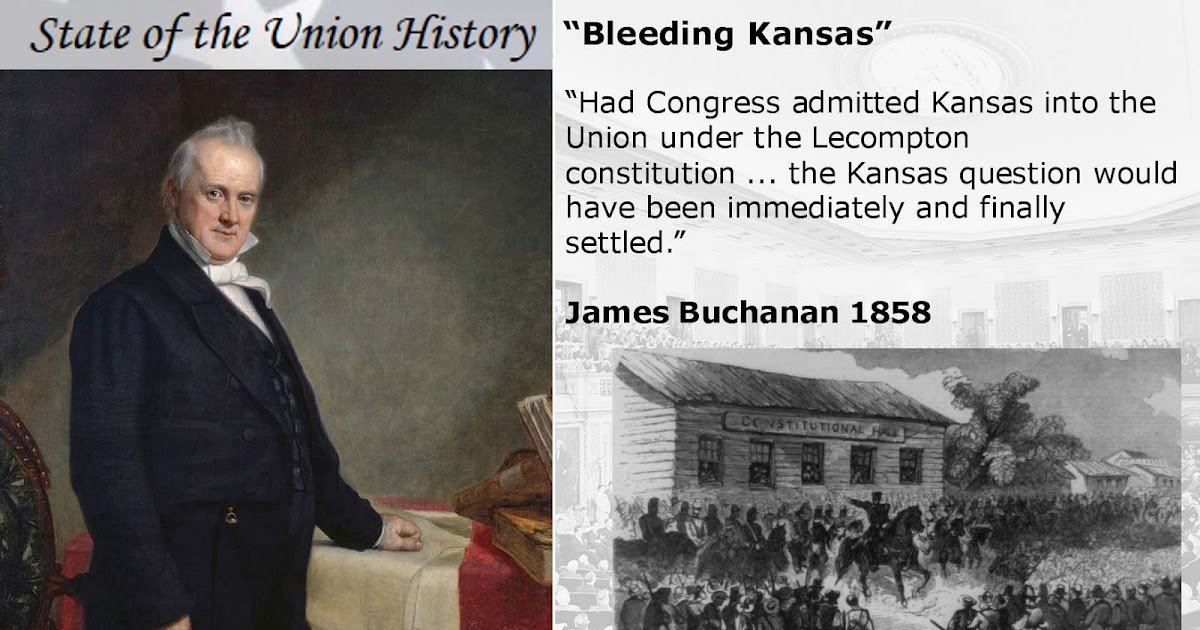 State of the Union History
“Bleeding Kansas”
“Had Congress admitted Kansas into the
Union under the Lecompton
constitution ... the Kansas question would
have been immediately and finally
settled.”
James Buchanan 1858
CONSTITUTIONAL HALL